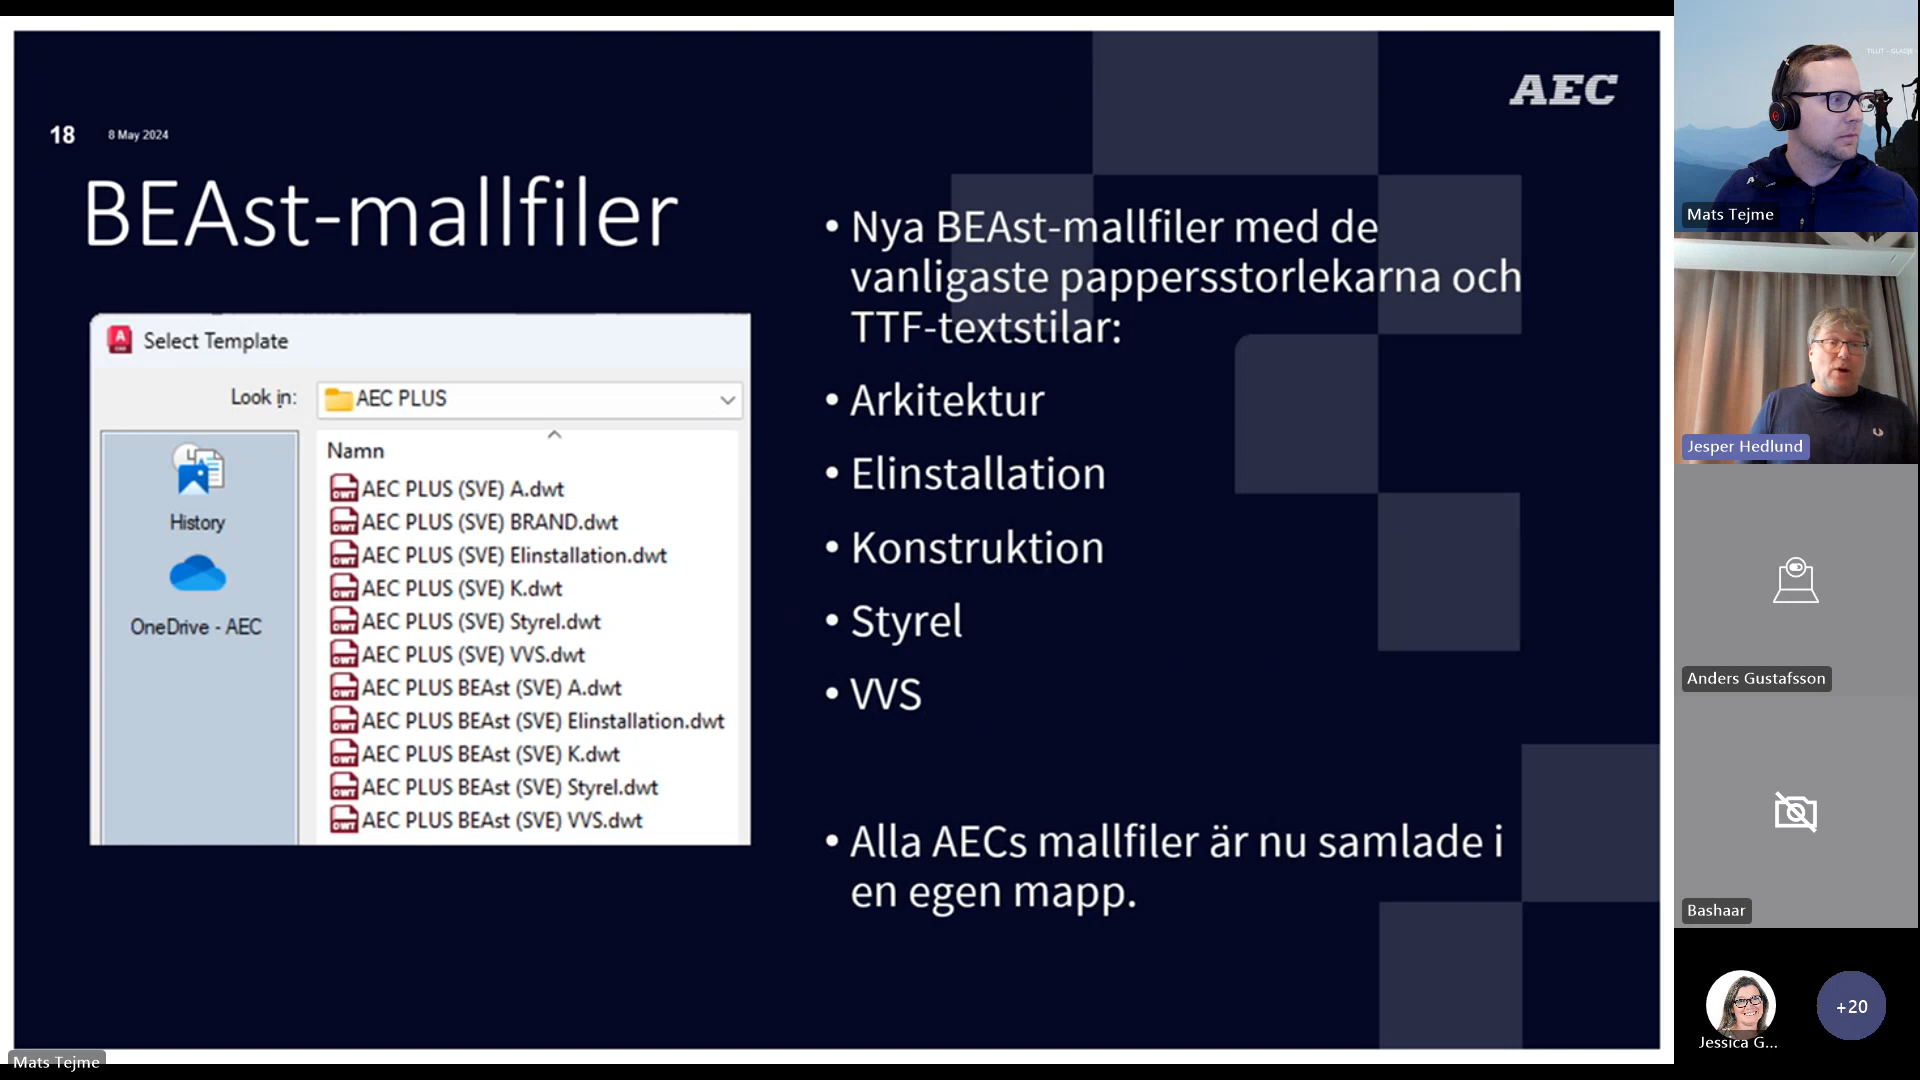 AEC
18
8 May 2024
BEAst-mallfiler
Select Template
Look in:
AEC PLUS
History
OneDrive - AEC
Namn
AEC PLUS (SVE) A.dwt
AEC PLUS (SVE) BRAND.dwt
AEC PLUS (SVE) Elinstallation.dwt
AEC PLUS (SVE) K.dwt
AEC PLUS (SVE) Styrel.dwt
AEC PLUS (SVE) VVS.dwt
AEC PLUS BEAst (SVE) A.dwt
AEC PLUS BEAst (SVE) Elinstallation.dwt
AEC PLUS BEAst (SVE) K.dwt
AEC PLUS BEAst (SVE) Styrel.dwt
AEC PLUS BEAst (SVE) VVS.dwt
• Nya BEAst-mallfiler med de
vanligaste pappersstorlekarna och
TTF-textstilar:
• Arkitektur
• Elinstallation
• Konstruktion
• Styrel
• VVS
• Alla AECs mallfiler är nu samlade i
en egen mapp.
Mats Tejme
Mats Tejme
Jesper Hedlund
Anders Gustafsson
Bashaar
Jessica G...
+20